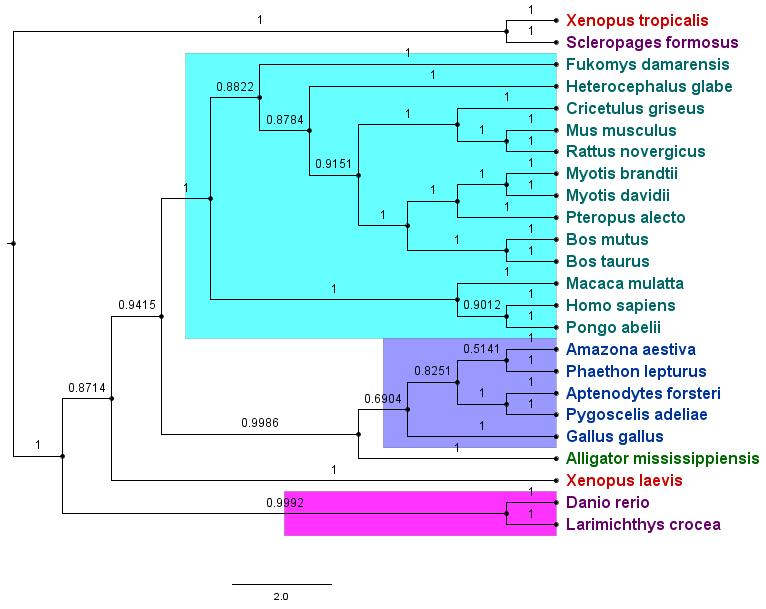 1
1 Xenopus tropicalis
1 Scleropages formosus
1 Fukomys damarensis
0.8822
1 Heterocephalus glabe
0.8784
1 Cricetulus griseus
1
1 Mus musculus
1
1 Rattus novergicus
0.9151
1 Myotis brandtii
1
1 Myotis davidii
1
1
1 Pteropus alecto
1
1 Bos mutus
1
1 Bos taurus
1 Macaca mulatta
1
1 Homo sapiens
0.9012
0.9415
1 Pongo abelii
1 Amazona aestiva
0.5141
1 Phaethon lepturus
0.8251
0.8714
1 Aptenodytes forsteri
1
0.6904
1 Pygoscelis adeliae
0.9986
1 Gallus gallus
1
1 Alligator mississippiensis
1 Xenopus laevis
1 Danio rerio
0.9992
1 Larimichthys crocea
2.0